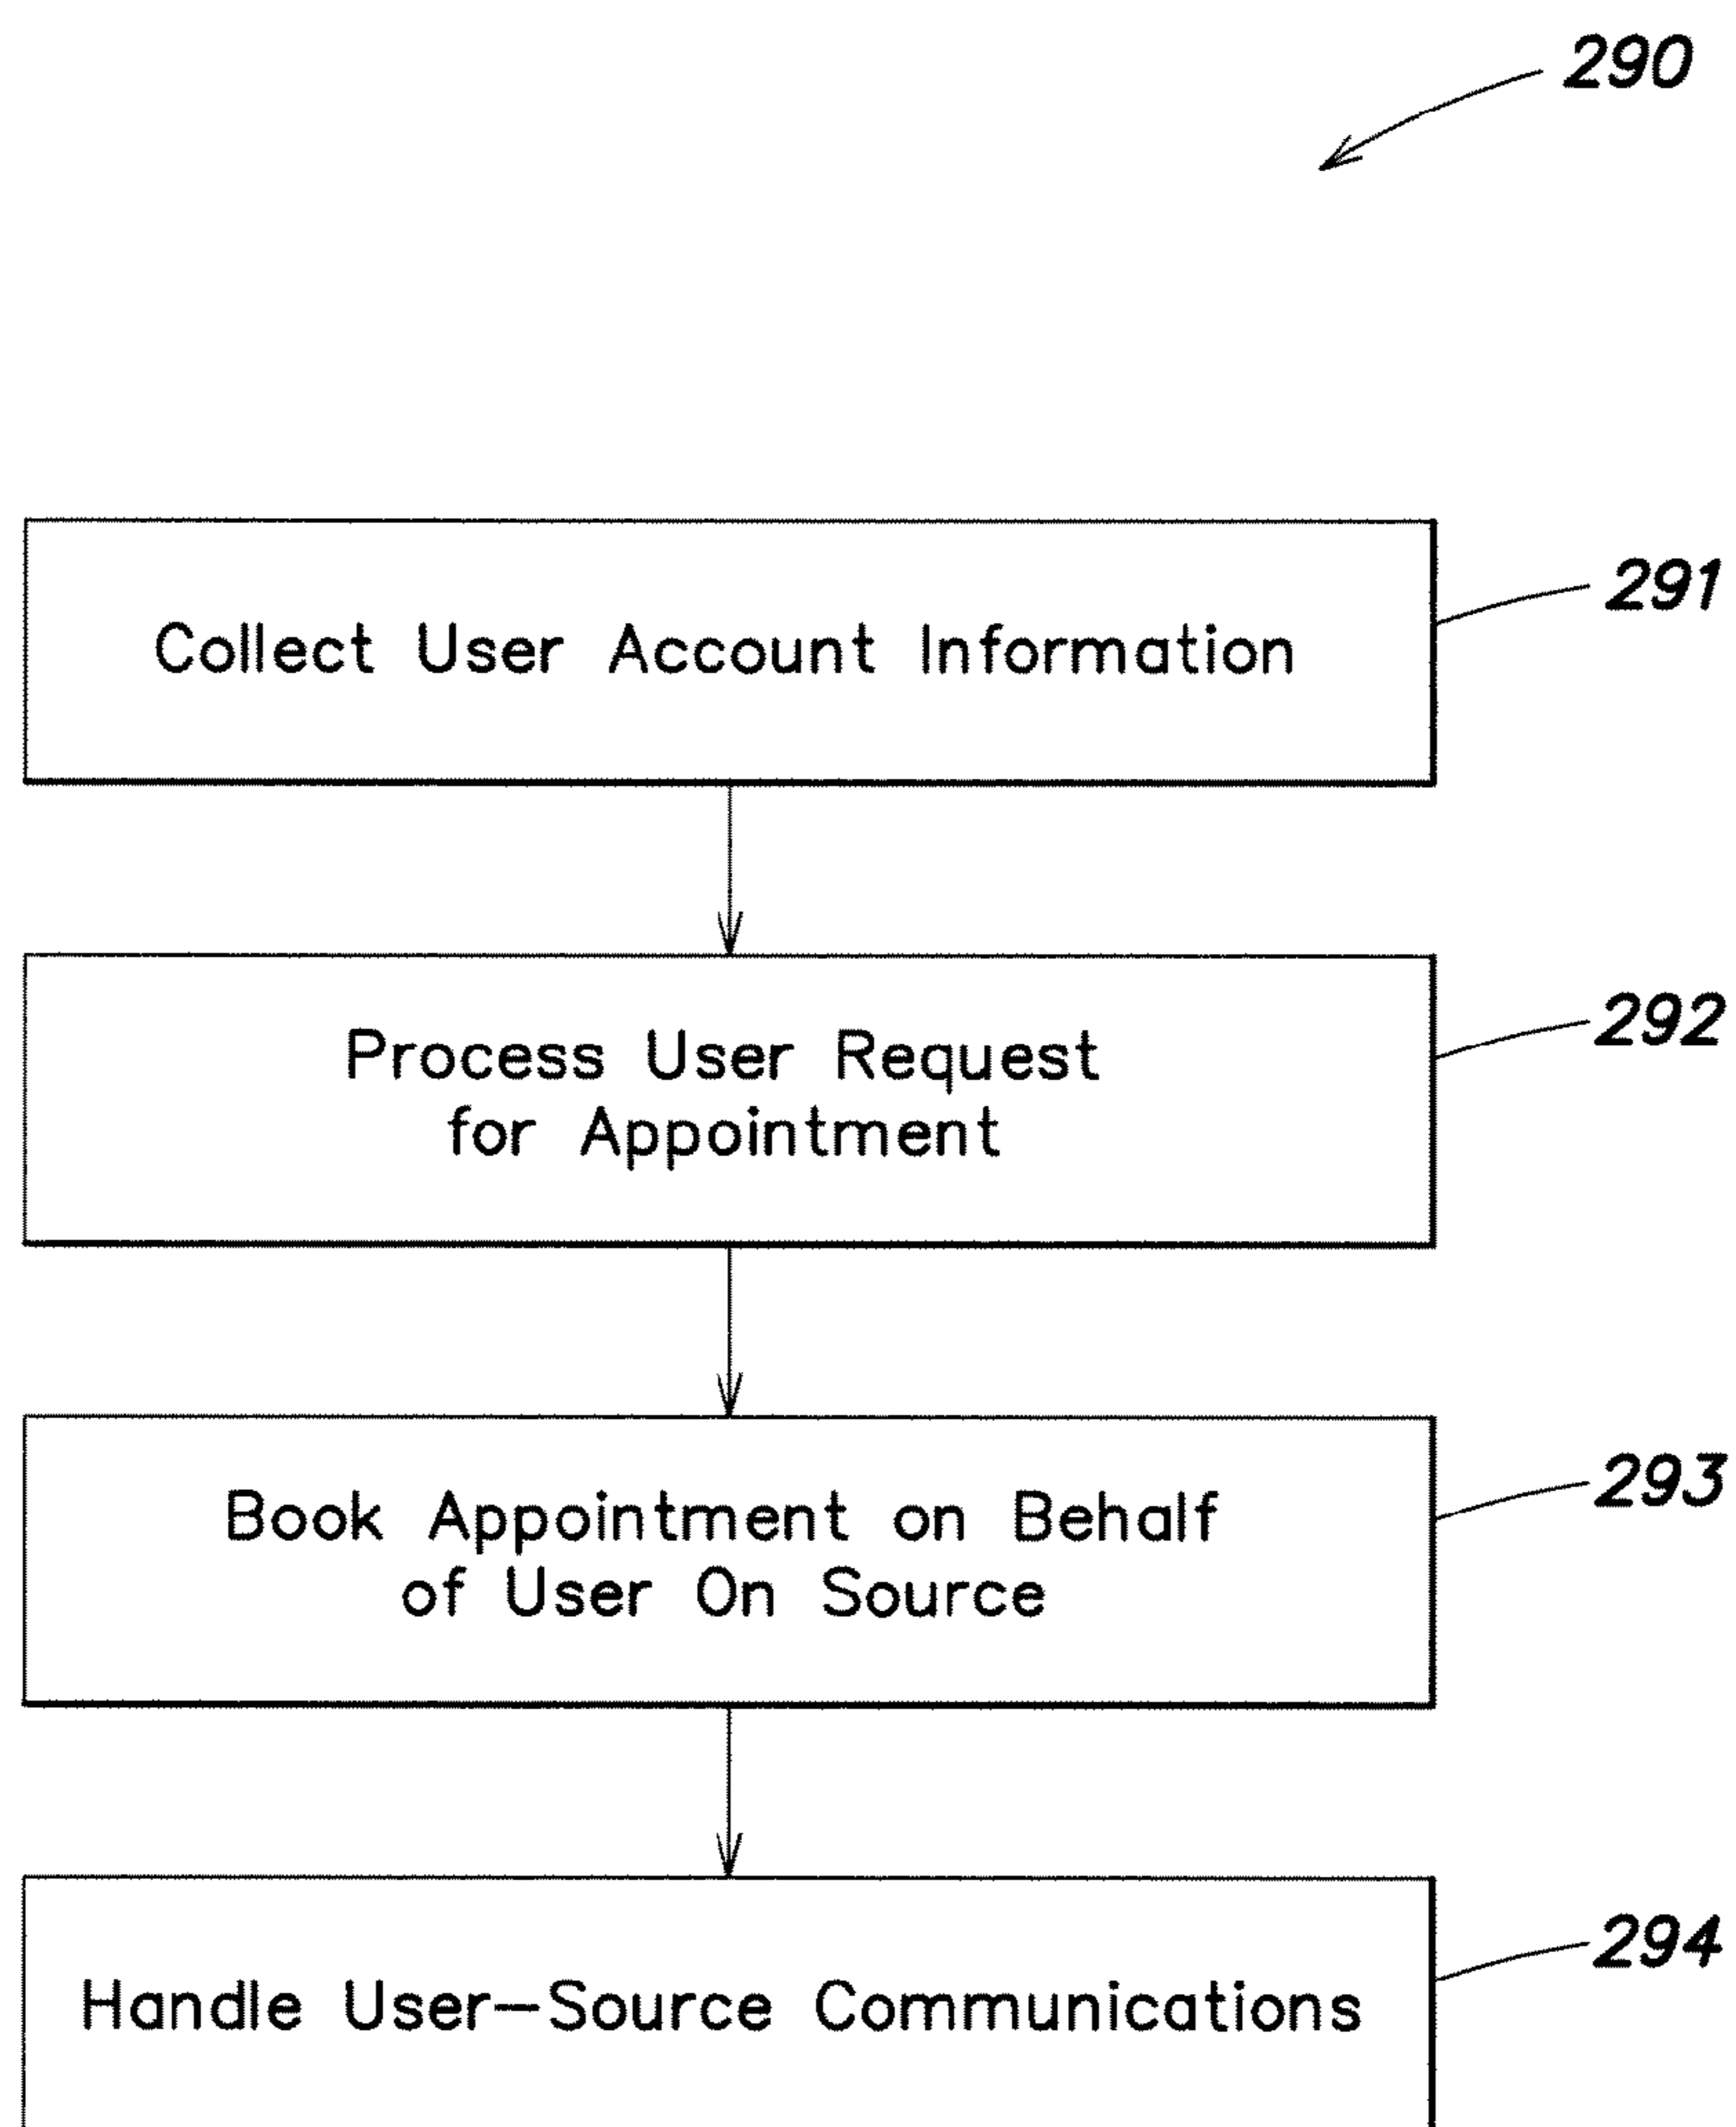 290
Collect User Account Information
291
Process User Request
for Appointment
292
Book Appointment on Behalf
of User On Source
293
Handle User-Source Communications
294